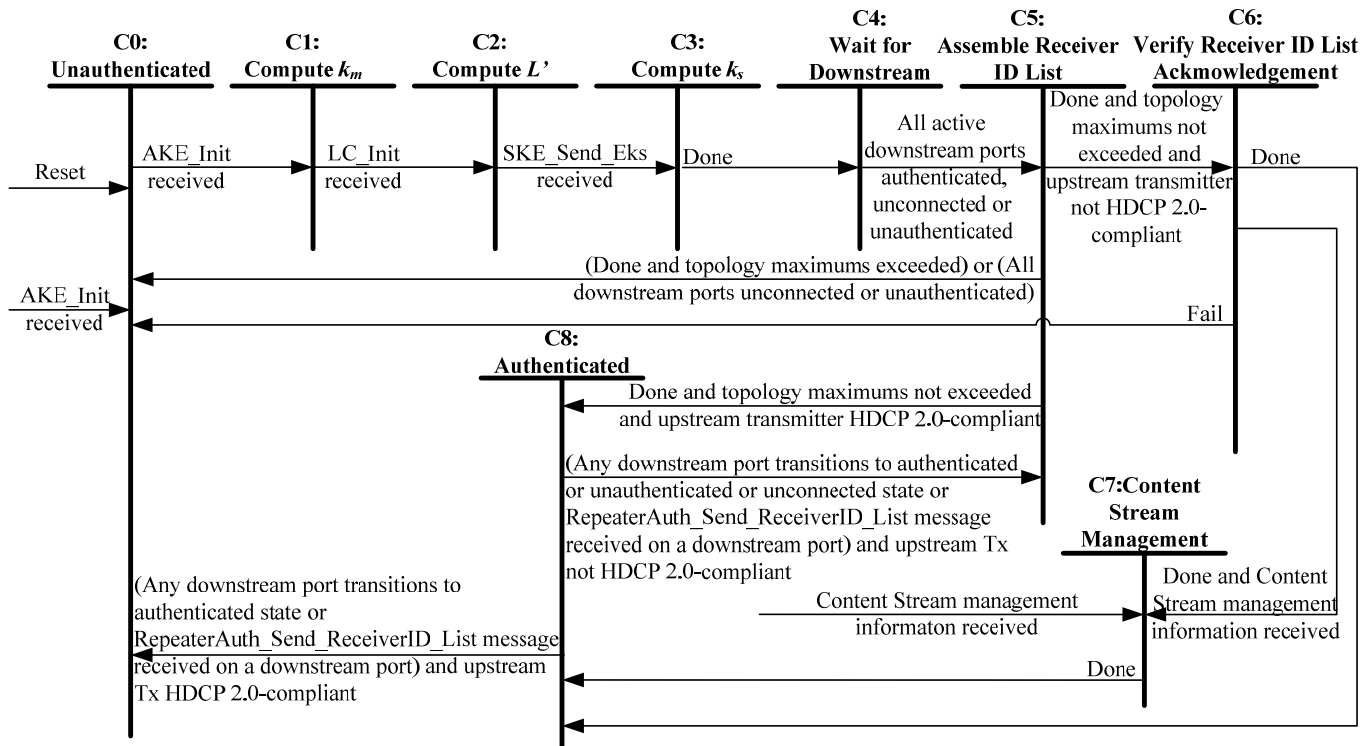 C0:
Unauthenticated
C1:
Compute km
C2:
Compute L’
C3:
Compute ks
C4:
Wait for
Downstream
C5:
Assemble Receiver
ID List
C6:
Verify Receiver ID List
Ackmowledgement
Reset
AKE_Init
received
LC_Init
received
SKE_Send_Eks
received
Done
All active
downstream ports
authenticated,
unconnected or
unauthenticated
Done and topology
maximums not
exceeded and
upstream transmitter
not HDCP 2.0-
compliant
Done
(Done and topology maximums exceeded) or (All
downstream ports unconnected or unauthenticated)
AKE_Init
received
Fail
C8:
Authenticated
Done and topology maximums not exceeded
and upstream transmitter HDCP 2.0-compliant
(Any downstream port transitions to authenticated
or unauthenticated or unconnected state or
RepeaterAuth_Send_ReceiverID_List message
received on a downstream port) and upstream Tx
not HDCP 2.0-compliant
C7:Content
Stream
Management
(Any downstream port transitions to
authenticated state or
RepeaterAuth_Send_ReceiverID_List message
received on a downstream port) and upstream
Tx HDCP 2.0-compliant
Content Stream management
informaton received
Done and Content
Stream management
information received
Done